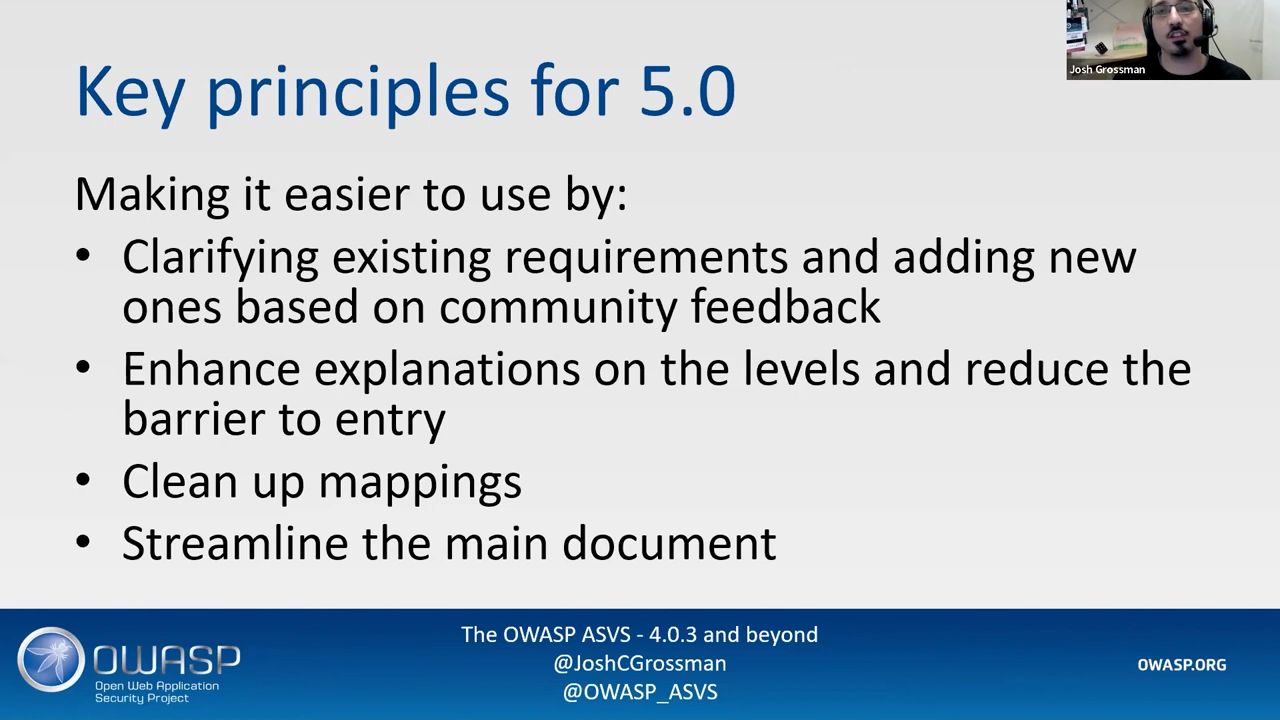 Josh Grossman
Key principles for 5.0
Making it easier to use by:
• Clarifying existing requirements and adding new
ones based on community feedback
• Enhance explanations on the levels and reduce the
barrier to entry
• Clean up mappings
• Streamline the main document
OWASP
Open Web Application
Security Project
The OWASP ASVS - 4.0.3 and beyond
@JoshCGrossman
@OWASP_ASVS
OWASP.ORG